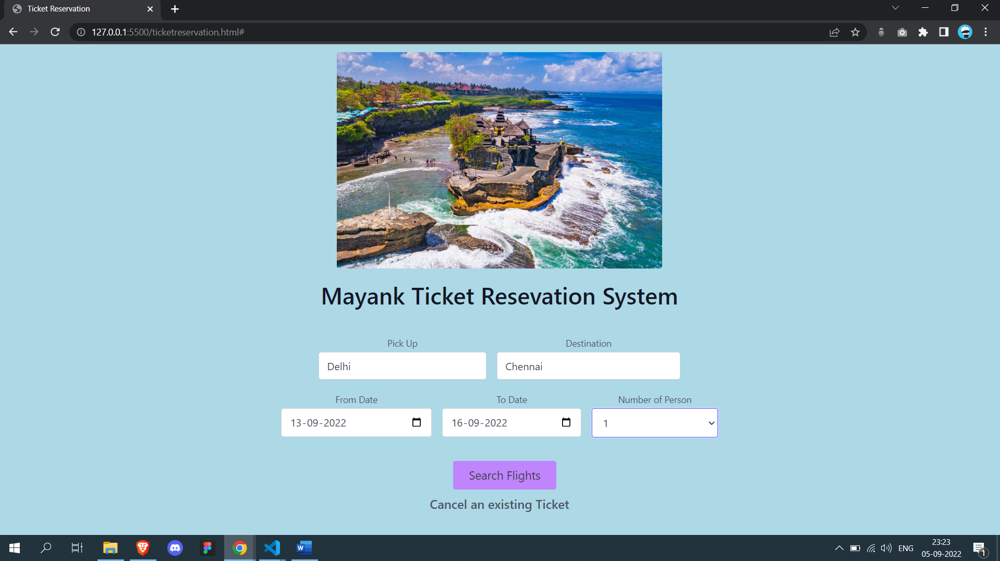 Ticket Reservation
127.0.0.1:5500/ticketreservation.html#
Mayank Ticket Resevation System
Pick Up
Destination
Delhi
Chennai
From Date
To Date
Number of Person
13-09-2022
16-09-2022
1
Search Flights
Cancel an existing Ticket
23:23
ENG
05-09-2022
1